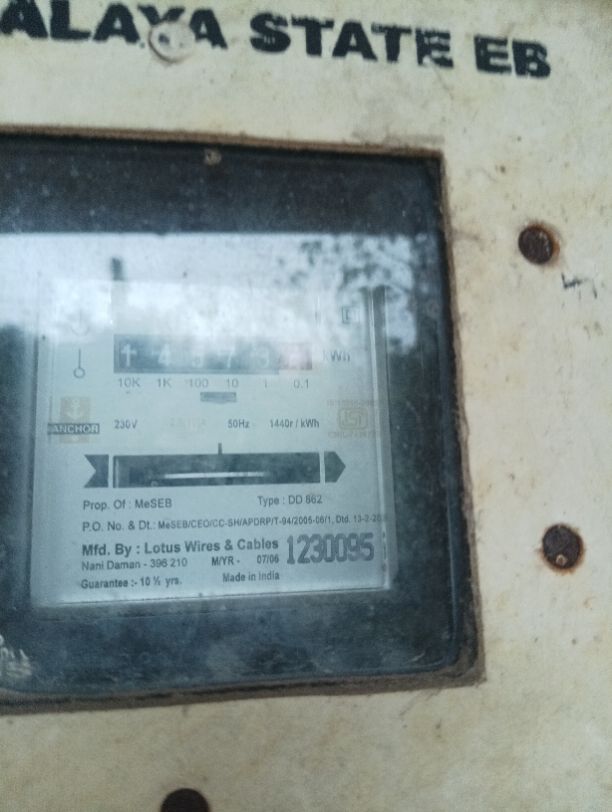 ALAYA STATE EB
kWh
10K 1K 100 10 1 0.1
ANCHOR
230V 50Hz 1440r / kWh
Prop. Of : MeSEB Type : DD 862
P.O. No. & Dt.: MeSEB/CEO/CC-SH/APDRP/T-94/2005-06/1, Dtd. 13-2-20
Mfd. By : Lotus Wires & Cables 1230095
Nani Daman - 396 210 M/YR - 07/06
Guarantee :- 10 ½ yrs. Made in India